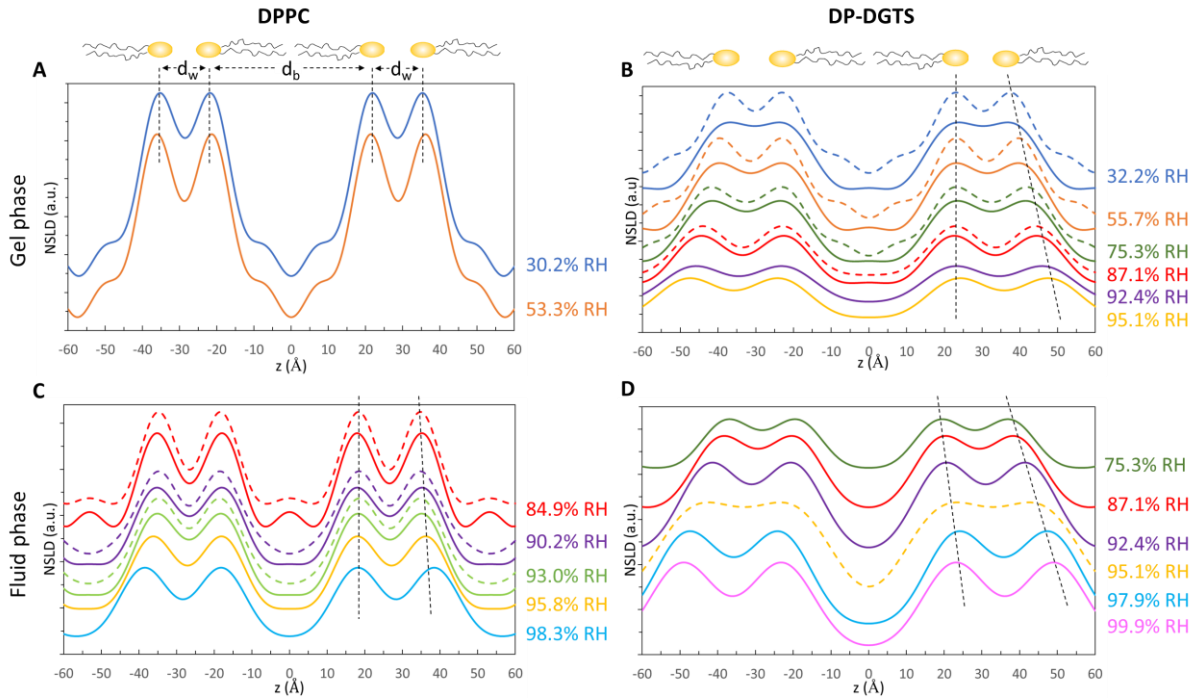 DPPC
DP-DGTS
A
d_w
d_b
d_w
Gel phase
NSLD (a.u.)
30.2% RH
53.3% RH
-60 -50 -40 -30 -20 -10 0 10 20 30 40 50 60
z (Å)
B
NSLD (a.u.)
32.2% RH
55.7% RH
75.3% RH
87.1% RH
92.4% RH
95.1% RH
-60 -50 -40 -30 -20 -10 0 10 20 30 40 50 60
z (Å)
C
Fluid phase
NSLD (a.u.)
84.9% RH
90.2% RH
93.0% RH
95.8% RH
98.3% RH
-60 -50 -40 -30 -20 -10 0 10 20 30 40 50 60
z (Å)
D
NSLD (a.u.)
75.3% RH
87.1% RH
92.4% RH
95.1% RH
97.9% RH
99.9% RH
-60 -50 -40 -30 -20 -10 0 10 20 30 40 50 60
z (Å)